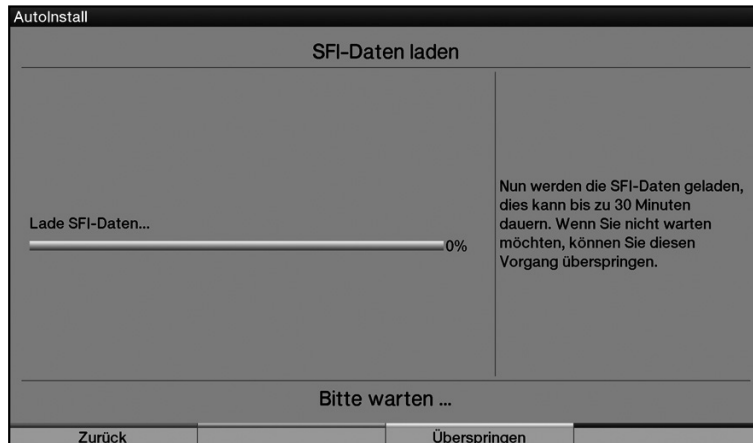 AutoInstall
SFI-Daten laden
Lade SFI-Daten...
0%
Nun werden die SFI-Daten geladen,
dies kann bis zu 30 Minuten
dauern. Wenn Sie nicht warten
möchten, können Sie diesen
Vorgang überspringen.
Bitte warten ...
Zurück
Überspringen